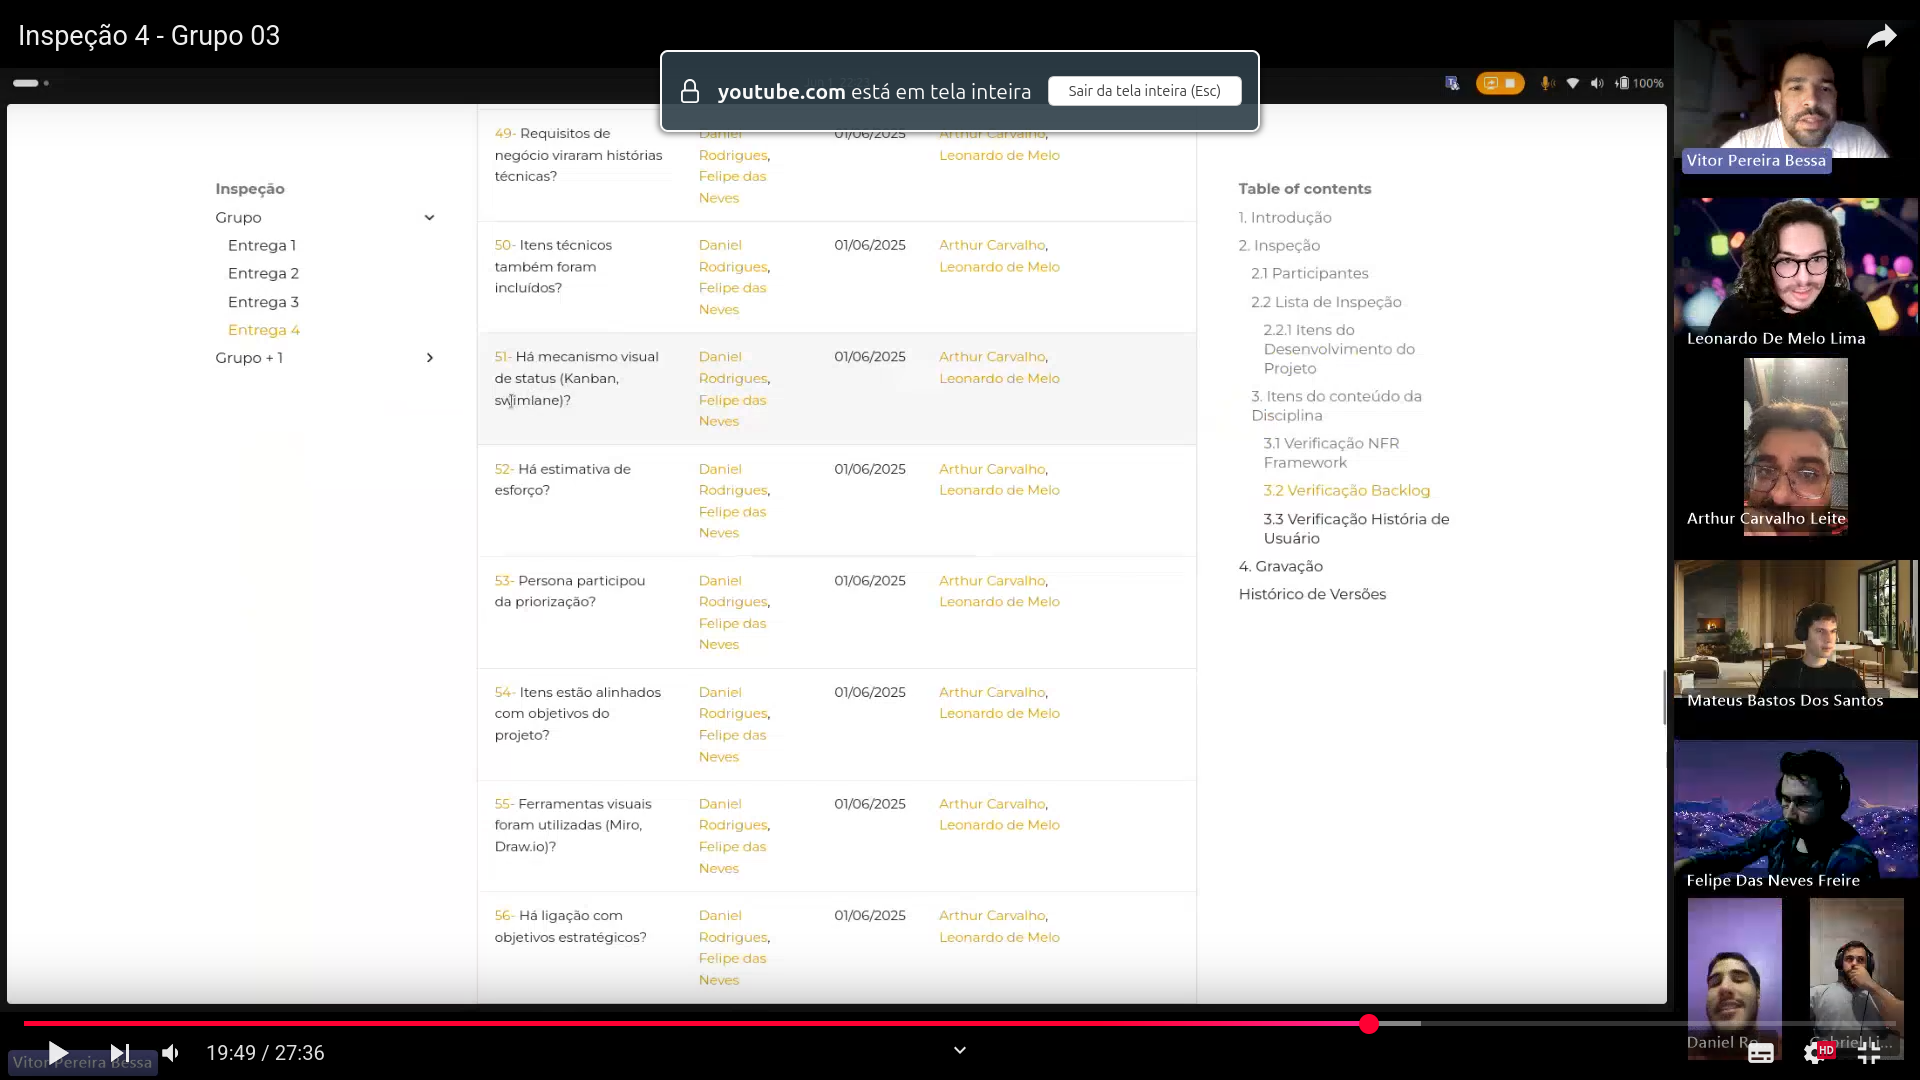 Inspeção 4 - Grupo 03
youtube.com está em tela inteira
Sair da tela inteira (Esc)
100%
Inspeção
Grupo
Entrega 1
Entrega 2
Entrega 3
Entrega 4
Grupo + 1
49- Requisitos de
negócio viraram histórias
técnicas?
Daniel
Rodrigues,
Felipe das
Neves
01/06/2025
Arthur Carvalho,
Leonardo de Melo
50- Itens técnicos
também foram
incluídos?
Daniel
Rodrigues,
Felipe das
Neves
01/06/2025
Arthur Carvalho,
Leonardo de Melo
51- Há mecanismo visual
de status (Kanban,
swimlane)?
Daniel
Rodrigues,
Felipe das
Neves
01/06/2025
Arthur Carvalho,
Leonardo de Melo
52- Há estimativa de
esforço?
Daniel
Rodrigues,
Felipe das
Neves
01/06/2025
Arthur Carvalho,
Leonardo de Melo
53- Persona participou
da priorização?
Daniel
Rodrigues,
Felipe das
Neves
01/06/2025
Arthur Carvalho,
Leonardo de Melo
54- Itens estão alinhados
com objetivos do
projeto?
Daniel
Rodrigues,
Felipe das
Neves
01/06/2025
Arthur Carvalho,
Leonardo de Melo
55- Ferramentas visuais
foram utilizadas (Miro,
Draw.io)?
Daniel
Rodrigues,
Felipe das
Neves
01/06/2025
Arthur Carvalho,
Leonardo de Melo
56- Há ligação com
objetivos estratégicos?
Daniel
Rodrigues,
Felipe das
Neves
01/06/2025
Arthur Carvalho,
Leonardo de Melo
Table of contents
1. Introdução
2. Inspeção
2.1 Participantes
2.2 Lista de Inspeção
2.2.1 Itens do
Desenvolvimento do
Projeto
3. Itens do conteúdo da
Disciplina
3.1 Verificação NFR
Framework
3.2 Verificação Backlog
3.3 Verificação História de
Usuário
4. Gravação
Histórico de Versões
Vitor Pereira Bessa
Leonardo De Melo Lima
Arthur Carvalho Leite
Mateus Bastos Dos Santos
Felipe Das Neves Freire
Daniel
19:49 / 27:36
HD
Vitor Pereira Bessa